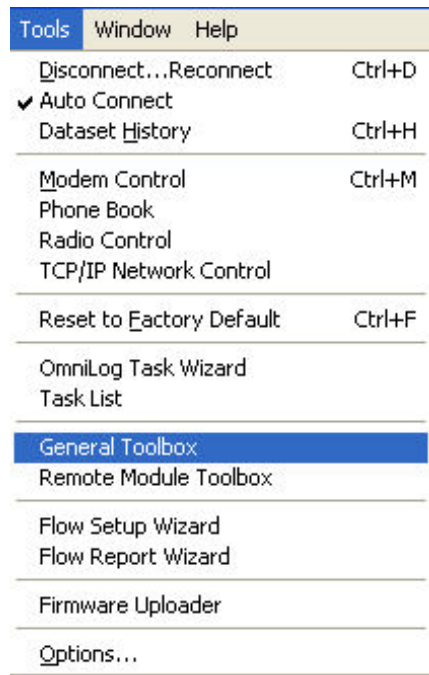 Tools Window Help
Disconnect...Reconnect Ctrl+D
Auto Connect
Dataset History Ctrl+H
Modem Control Ctrl+M
Phone Book
Radio Control
TCP/IP Network Control
Reset to Factory Default Ctrl+F
OmniLog Task Wizard
Task List
General Toolbox
Remote Module Toolbox
Flow Setup Wizard
Flow Report Wizard
Firmware Uploader
Options...